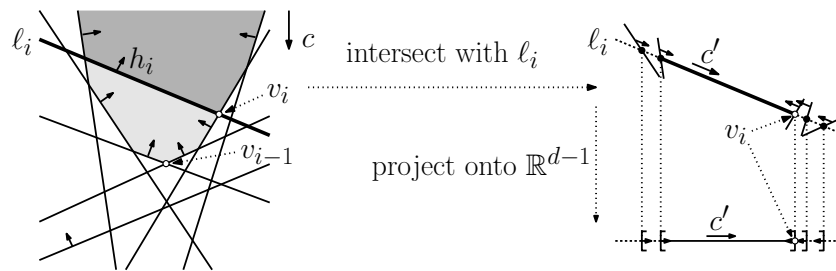 ℓ_i
h_i
c
v_i
v_{i−1}
intersect with ℓ_i
project onto ℝ^{d−1}
ℓ_i
c′
v_i
c′